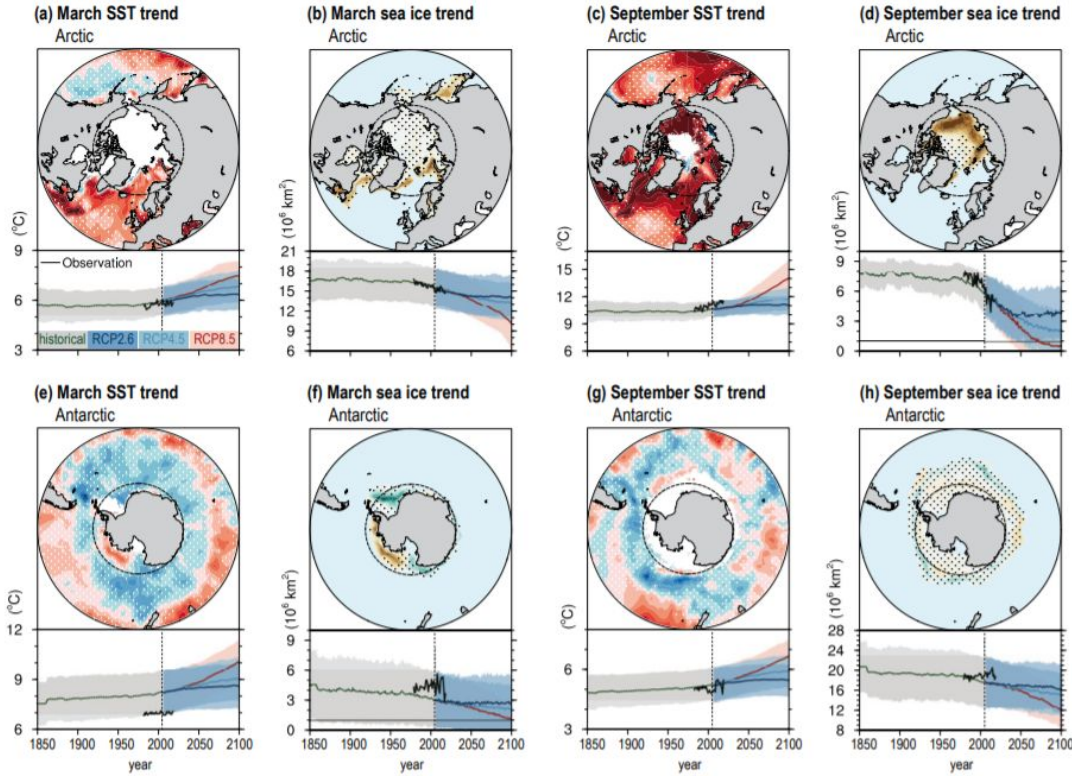 (a) March SST trend
Arctic
(b) March sea ice trend
Arctic
(c) September SST trend
Arctic
(d) September sea ice trend
Arctic
(°C)
9
6
3
Observation
historical RCP2.6 RCP4.5 RCP8.5
(10⁶ km²)
21
18
15
12
9
6
(°C)
15
12
9
6
(10⁶ km²)
9
6
3
0
(e) March SST trend
Antarctic
(f) March sea ice trend
Antarctic
(g) September SST trend
Antarctic
(h) September sea ice trend
Antarctic
(°C)
12
9
6
1850 1900 1950 2000 2050 2100
year
(10⁶ km²)
9
6
3
0
1850 1900 1950 2000 2050 2100
year
(°C)
6
3
1850 1900 1950 2000 2050 2100
year
(10⁶ km²)
28
24
20
16
12
8
1850 1900 1950 2000 2050 2100
year